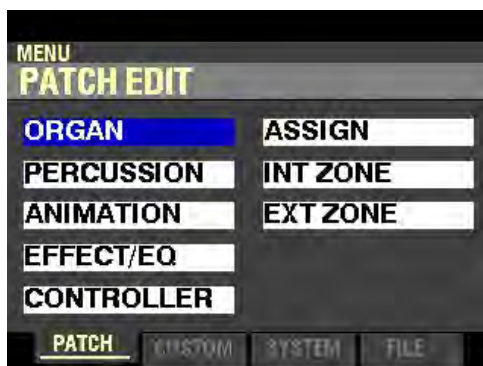 MENU
PATCH EDIT
ORGAN
PERCUSSION
ANIMATION
EFFECT/EQ
CONTROLLER
ASSIGN
INT ZONE
EXT ZONE
PATCH CUSTOM SYSTEM FILE